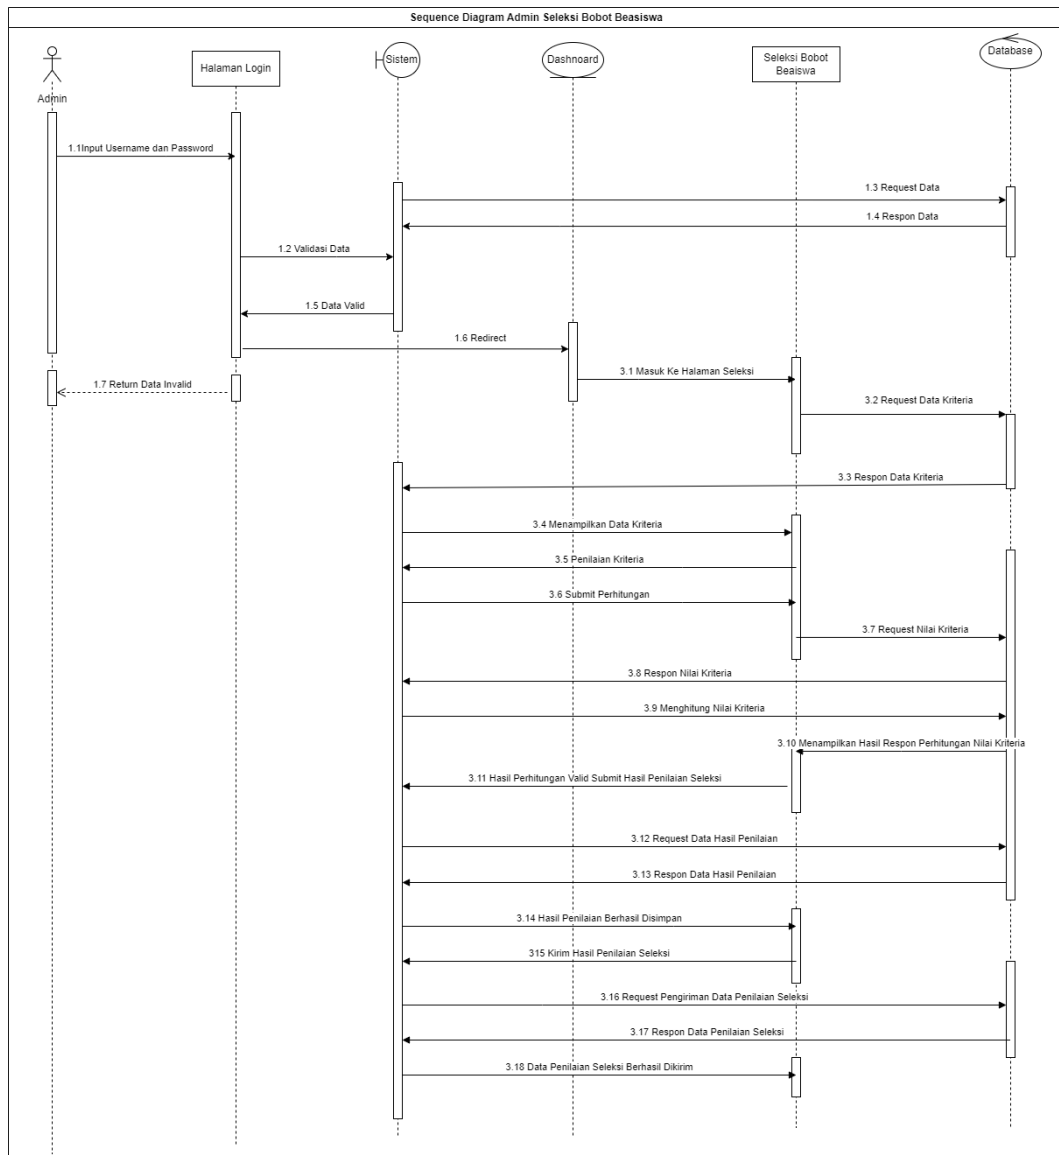 Sequence Diagram Admin Seleksi Bobot Beasiswa
Halaman Login
Sistem
Dashnoard
Seleksi Bobot
Beaiswa
Database
Admin
1.1Input Username dan Password
1.3 Request Data
1.4 Respon Data
1.2 Validasi Data
1.5 Data Valid
1.6 Redirect
3.1 Masuk Ke Halaman Seleksi
1.7 Return Data Invalid
3.2 Request Data Kriteria
3.3 Respon Data Kriteria
3.4 Menampilkan Data Kriteria
3.5 Penilaian Kriteria
3.6 Submit Perhitungan
3.7 Request Nilai Kriteria
3.8 Respon Nilai Kriteria
3.9 Menghitung Nilai Kriteria
3.10 Menampilkan Hasil Respon Perhitungan Nilai Kriteria
3.11 Hasil Perhitungan Valid Submit Hasil Penilaian Seleksi
3.12 Request Data Hasil Penilaian
3.13 Respon Data Hasil Penilaian
3.14 Hasil Penilaian Berhasil Disimpan
315 Kirim Hasil Penilaian Seleksi
3.16 Request Pengiriman Data Penilaian Seleksi
3.17 Respon Data Penilaian Seleksi
3.18 Data Penilaian Seleksi Berhasil Dikirim